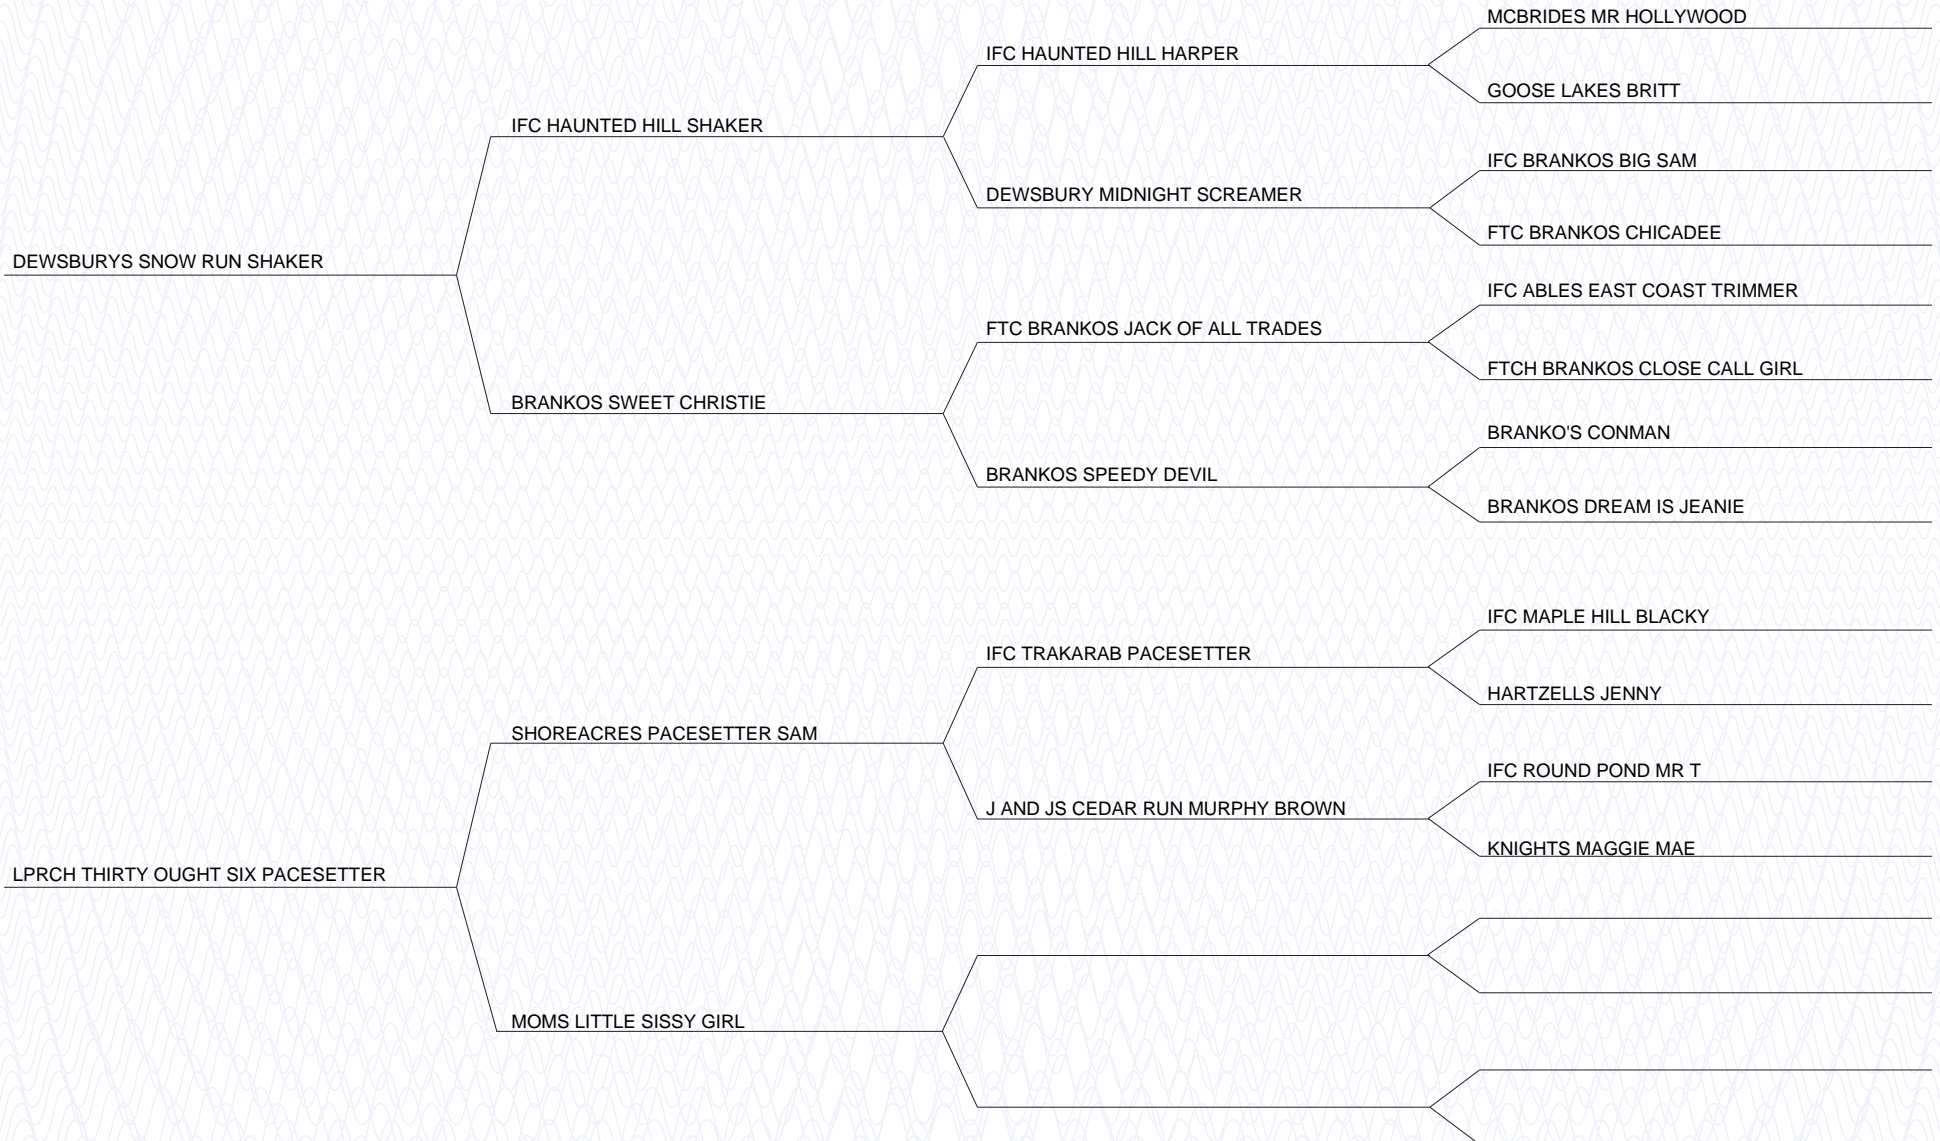 MCBRIDES MR HOLLYWOOD
IFC HAUNTED HILL HARPER
GOOSE LAKES BRITT
IFC HAUNTED HILL SHAKER
IFC BRANKOS BIG SAM
DEWSBURY MIDNIGHT SCREAMER
FTC BRANKOS CHICADEE
DEWSBURYS SNOW RUN SHAKER
IFC ABLES EAST COAST TRIMMER
FTC BRANKOS JACK OF ALL TRADES
FTCH BRANKOS CLOSE CALL GIRL
BRANKOS SWEET CHRISTIE
BRANKO'S CONMAN
BRANKOS SPEEDY DEVIL
BRANKOS DREAM IS JEANIE
IFC MAPLE HILL BLACKY
IFC TRAKARAB PACESETTER
HARTZELLS JENNY
SHOREACRES PACESETTER SAM
IFC ROUND POND MR T
J AND JS CEDAR RUN MURPHY BROWN
KNIGHTS MAGGIE MAE
LPRCH THIRTY OUGHT SIX PACESETTER
MOMS LITTLE SISSY GIRL